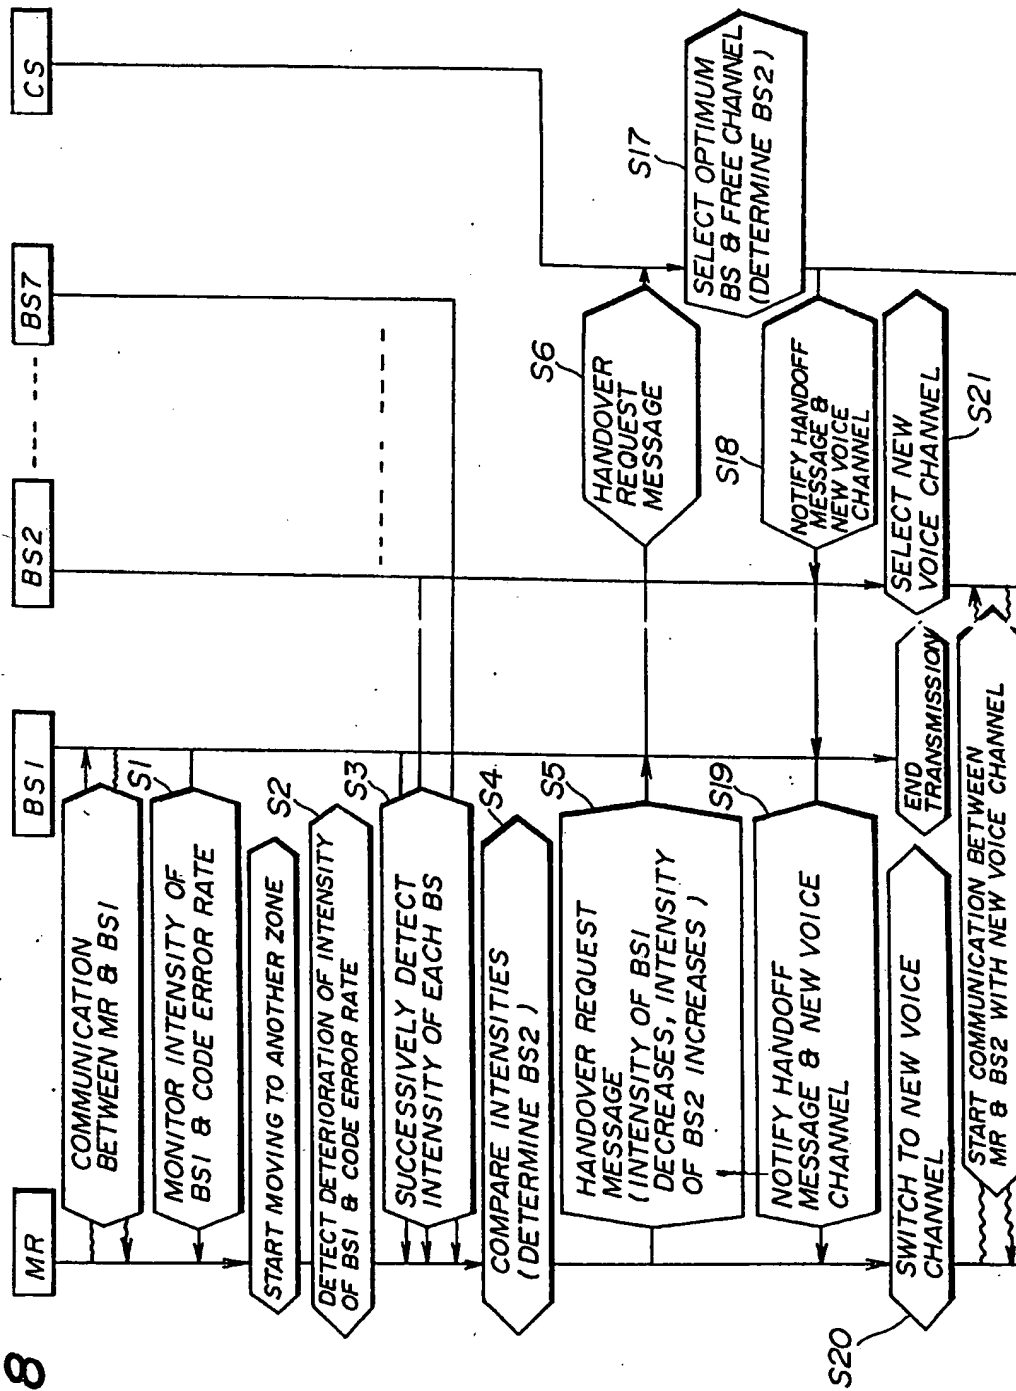 8
MR
BS1
BS2
BS7
CS
COMMUNICATION
BETWEEN MR & BS1
S1
MONITOR INTENSITY OF
BS1 & CODE ERROR RATE
START MOVING TO ANOTHER ZONE
S2
DETECT DETERIORATION OF INTENSITY
OF BS1 & CODE ERROR RATE
S3
SUCCESSIVELY DETECT
INTENSITY OF EACH BS
S4
COMPARE INTENSITIES
(DETERMINE BS2)
S5
HANDOVER REQUEST
MESSAGE
(INTENSITY OF BS1
DECREASES, INTENSITY
OF BS2 INCREASES)
S6
HANDOVER
REQUEST
MESSAGE
S17
SELECT OPTIMUM
BS & FREE CHANNEL
(DETERMINE BS2)
S18
NOTIFY HANDOFF
MESSAGE &
NEW VOICE
CHANNEL
S19
NOTIFY HANDOFF
MESSAGE & NEW VOICE
CHANNEL
S20
SWITCH TO NEW VOICE
CHANNEL
END
TRANSMISSION
SELECT NEW
VOICE CHANNEL
S21
START COMMUNICATION BETWEEN
MR & BS2 WITH NEW VOICE CHANNEL